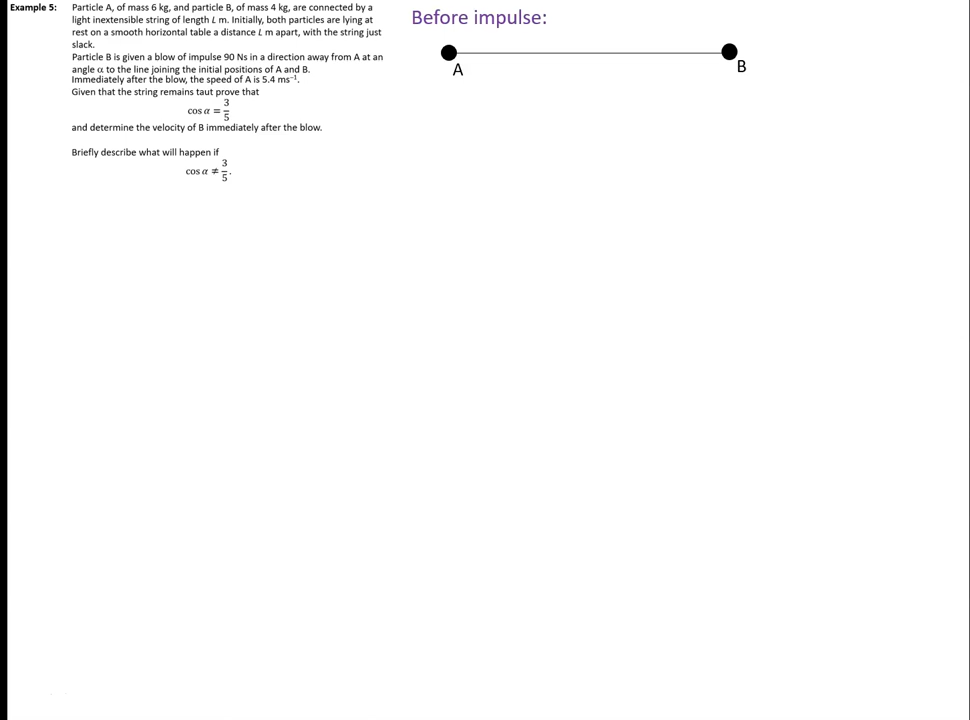 Example 5: Particle A, of mass 6 kg, and particle B, of mass 4 kg, are connected by a
light inextensible string of length L m. Initially, both particles are lying at
rest on a smooth horizontal table a distance L m apart, with the string just
slack.
Particle B is given a blow of impulse 90 Ns in a direction away from A at an
angle α to the line joining the initial positions of A and B.
Immediately after the blow, the speed of A is 5.4 ms⁻¹.
Given that the string remains taut prove that
cos α = 3/5
and determine the velocity of B immediately after the blow.
Briefly describe what will happen if
cos α ≠ 3/5.
Before impulse:
A
B